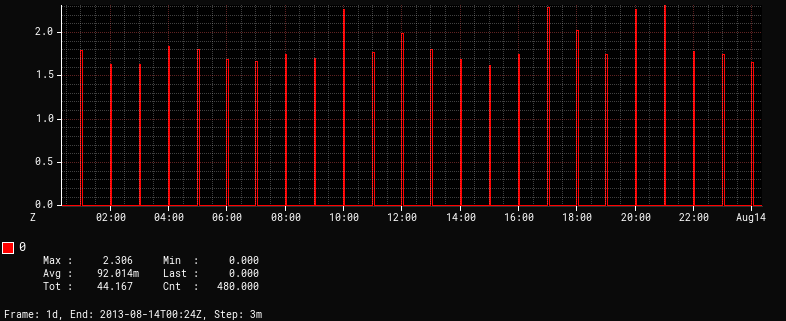 2.0
1.5
1.0
0.5
0.0
Z 02:00 04:00 06:00 08:00 10:00 12:00 14:00 16:00 18:00 20:00 22:00 Aug14
0
Max : 2.306 Min : 0.000
Avg : 92.014m Last : 0.000
Tot : 44.167 Cnt : 480.000
Frame: 1d, End: 2013-08-14T00:24Z, Step: 3m